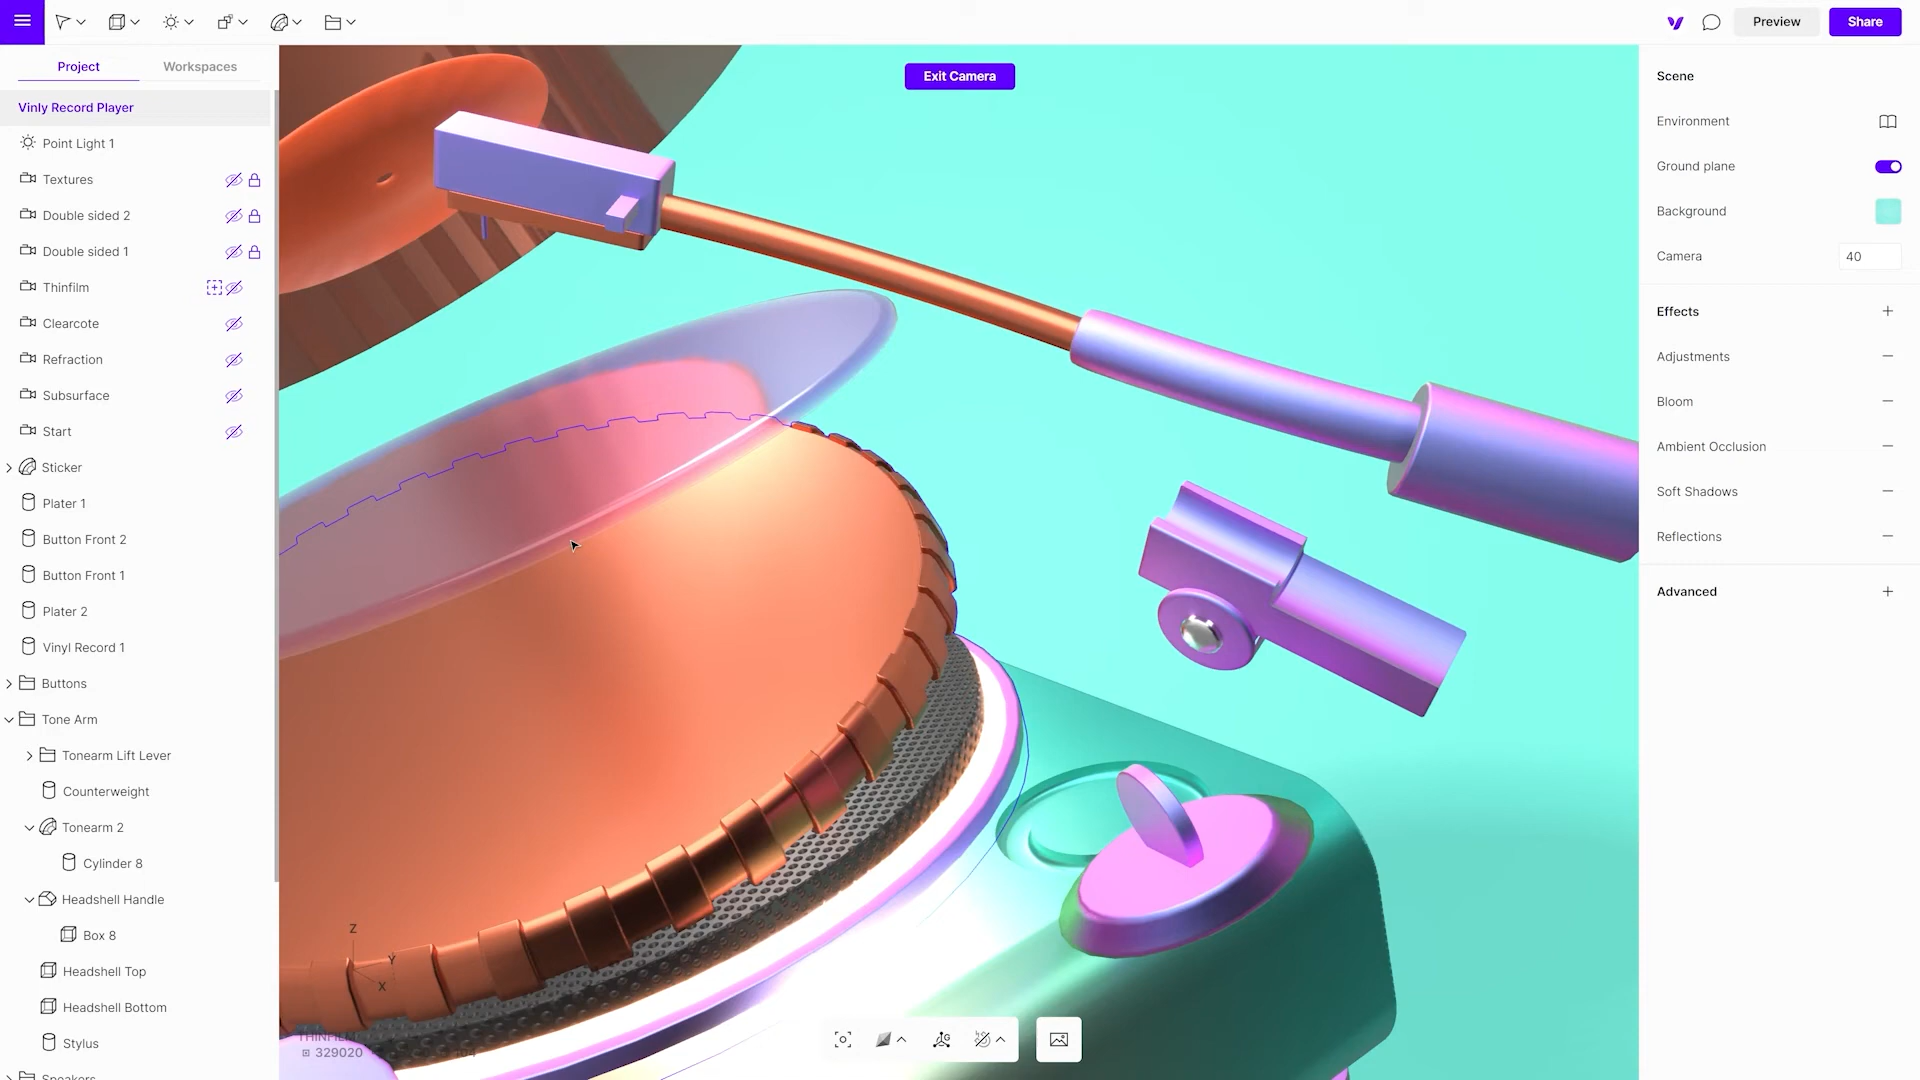 Preview
Share
Project
Workspaces
Exit Camera
Scene
Vinly Record Player
Environment
Point Light 1
Ground plane
Textures
Background
Double sided 2
Camera
40
Double sided 1
Thinfilm
Effects
Clearcote
Adjustments
Refraction
Bloom
Subsurface
Ambient Occlusion
Start
Soft Shadows
Sticker
Reflections
Plater 1
Advanced
Button Front 2
Button Front 1
Plater 2
Vinyl Record 1
Buttons
Tone Arm
Tonearm Lift Lever
Counterweight
Tonearm 2
Cylinder 8
Headshell Handle
Box 8
Headshell Top
Headshell Bottom
Stylus
Speakers
Z
Y
X
THINFILM
329020